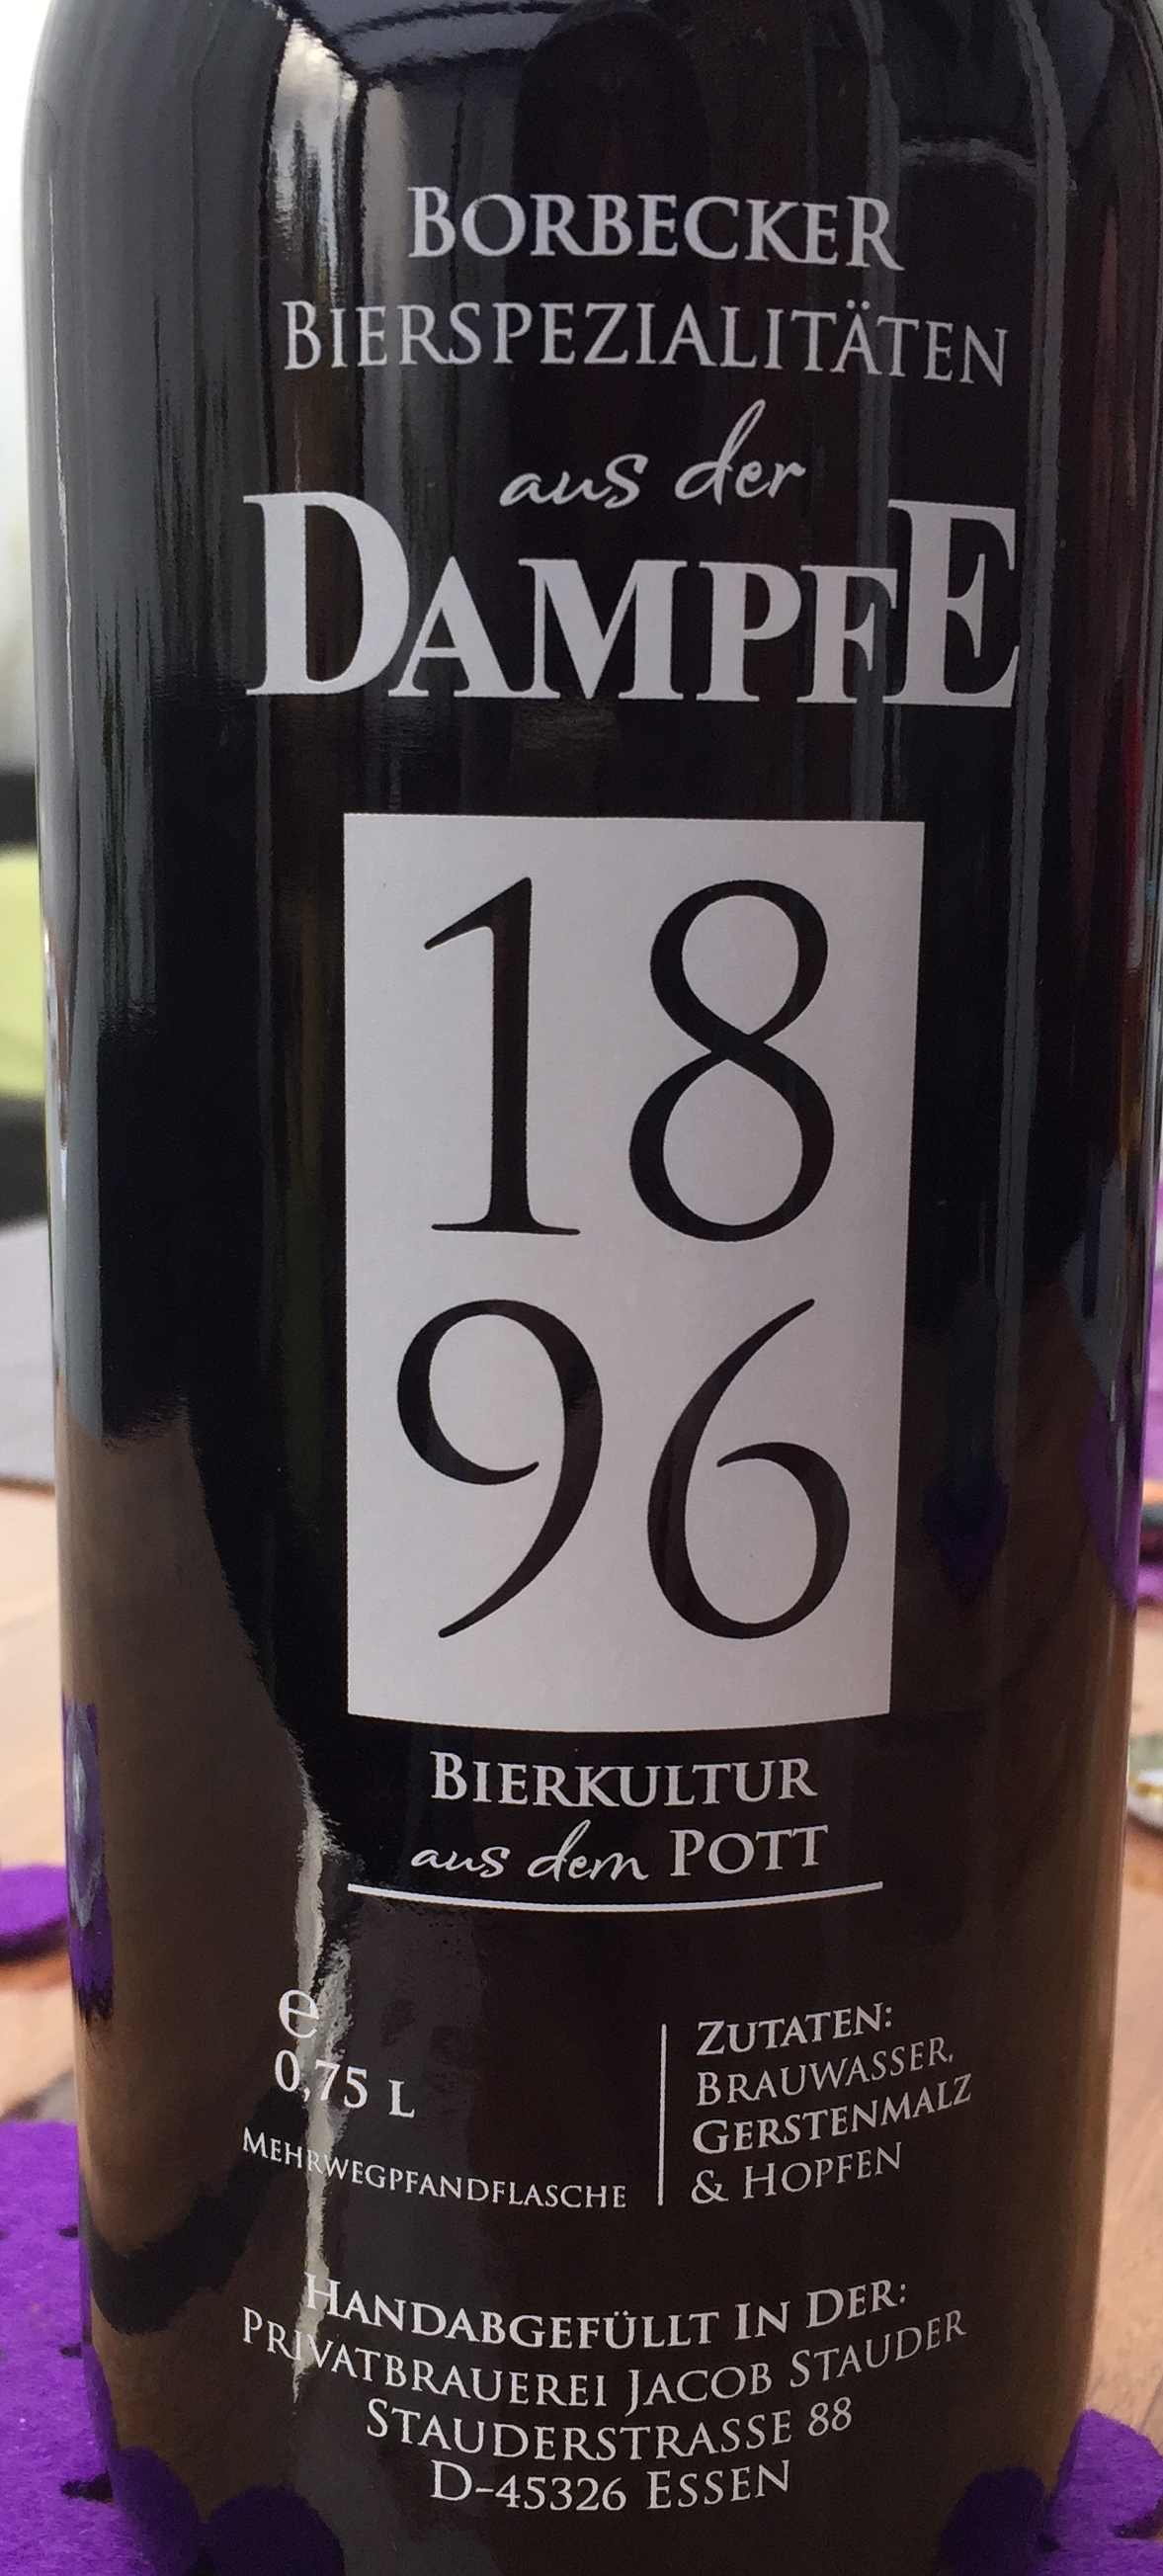 BORBECKER
BIERSPEZIALITÄTEN
aus der
DAMPFE
18
96
BIERKULTUR
aus dem POTT
e
0,75 L
MEHRWEGPFANDFLASCHE
ZUTATEN:
BRAUWASSER,
GERSTENMALZ
& HOPFEN
HANDABGEFÜLLT IN DER:
PRIVATBRAUEREI JACOB STAUDER
STAUDERSTRASSE 88
D-45326 ESSEN